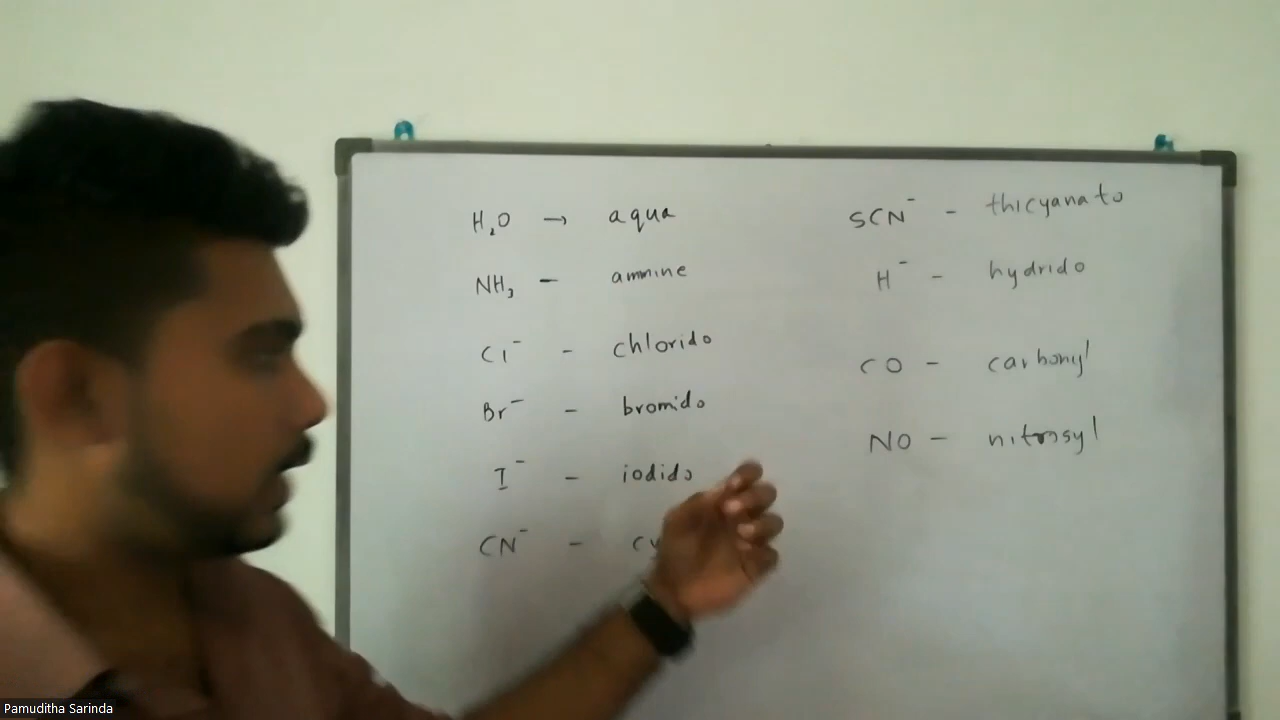 H₂O → aqua
NH₃ – ammine
Cl⁻ – chlorido
Br⁻ – bromido
I⁻ – iodido
CN⁻ –
SCN⁻ – thicyanato
H⁻ – hydrido
CO – carbonyl
NO – nitrosyl
Pamuditha Sarinda